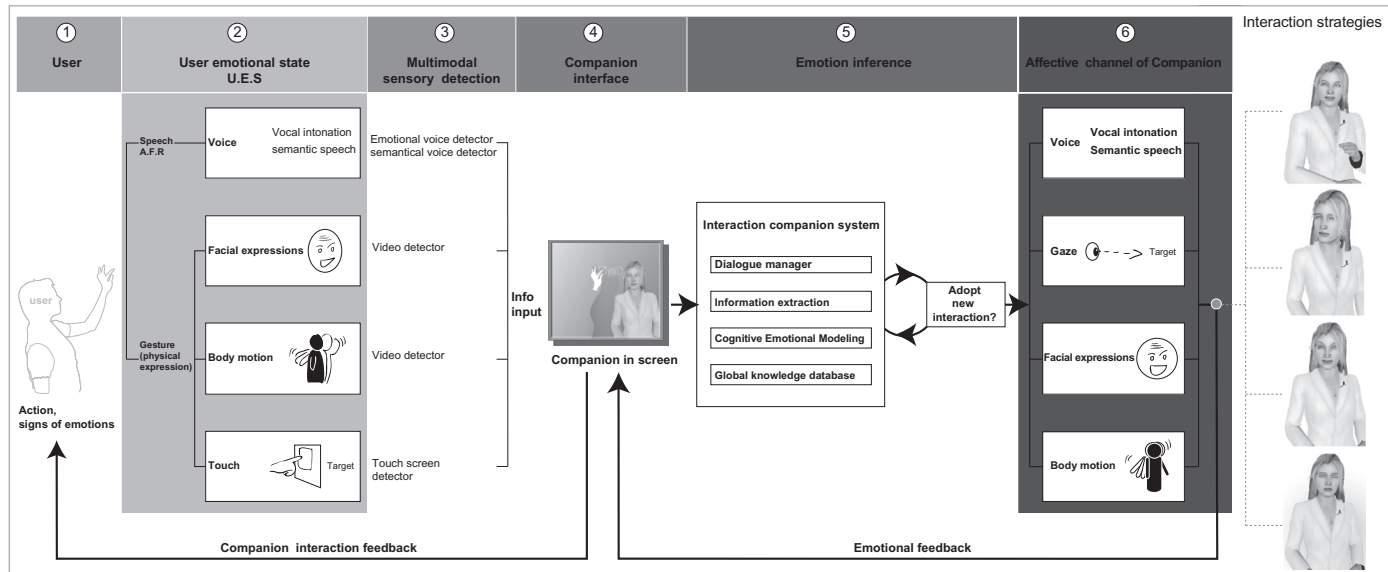 Interaction strategies
1
User
2
User emotional state
U.E.S
3
Multimodal
sensory detection
4
Companion
interface
5
Emotion inference
6
Affective channel of Companion
Speech
A.F.R
Voice
Vocal intonation
semantic speech
Emotional voice detector
semantical voice detector
Facial expressions
Video detector
user
Gesture
(physical
expression)
Body motion
Video detector
Action,
signs of emotions
Touch
Target
Touch screen
detector
Info
input
Companion in screen
Interaction companion system
Dialogue manager
Information extraction
Cognitive Emotional Modeling
Global knowledge database
Adopt
new
interaction?
Voice
Vocal intonation
Semantic speech
Gaze
Target
Facial expressions
Body motion
Companion interaction feedback
Emotional feedback